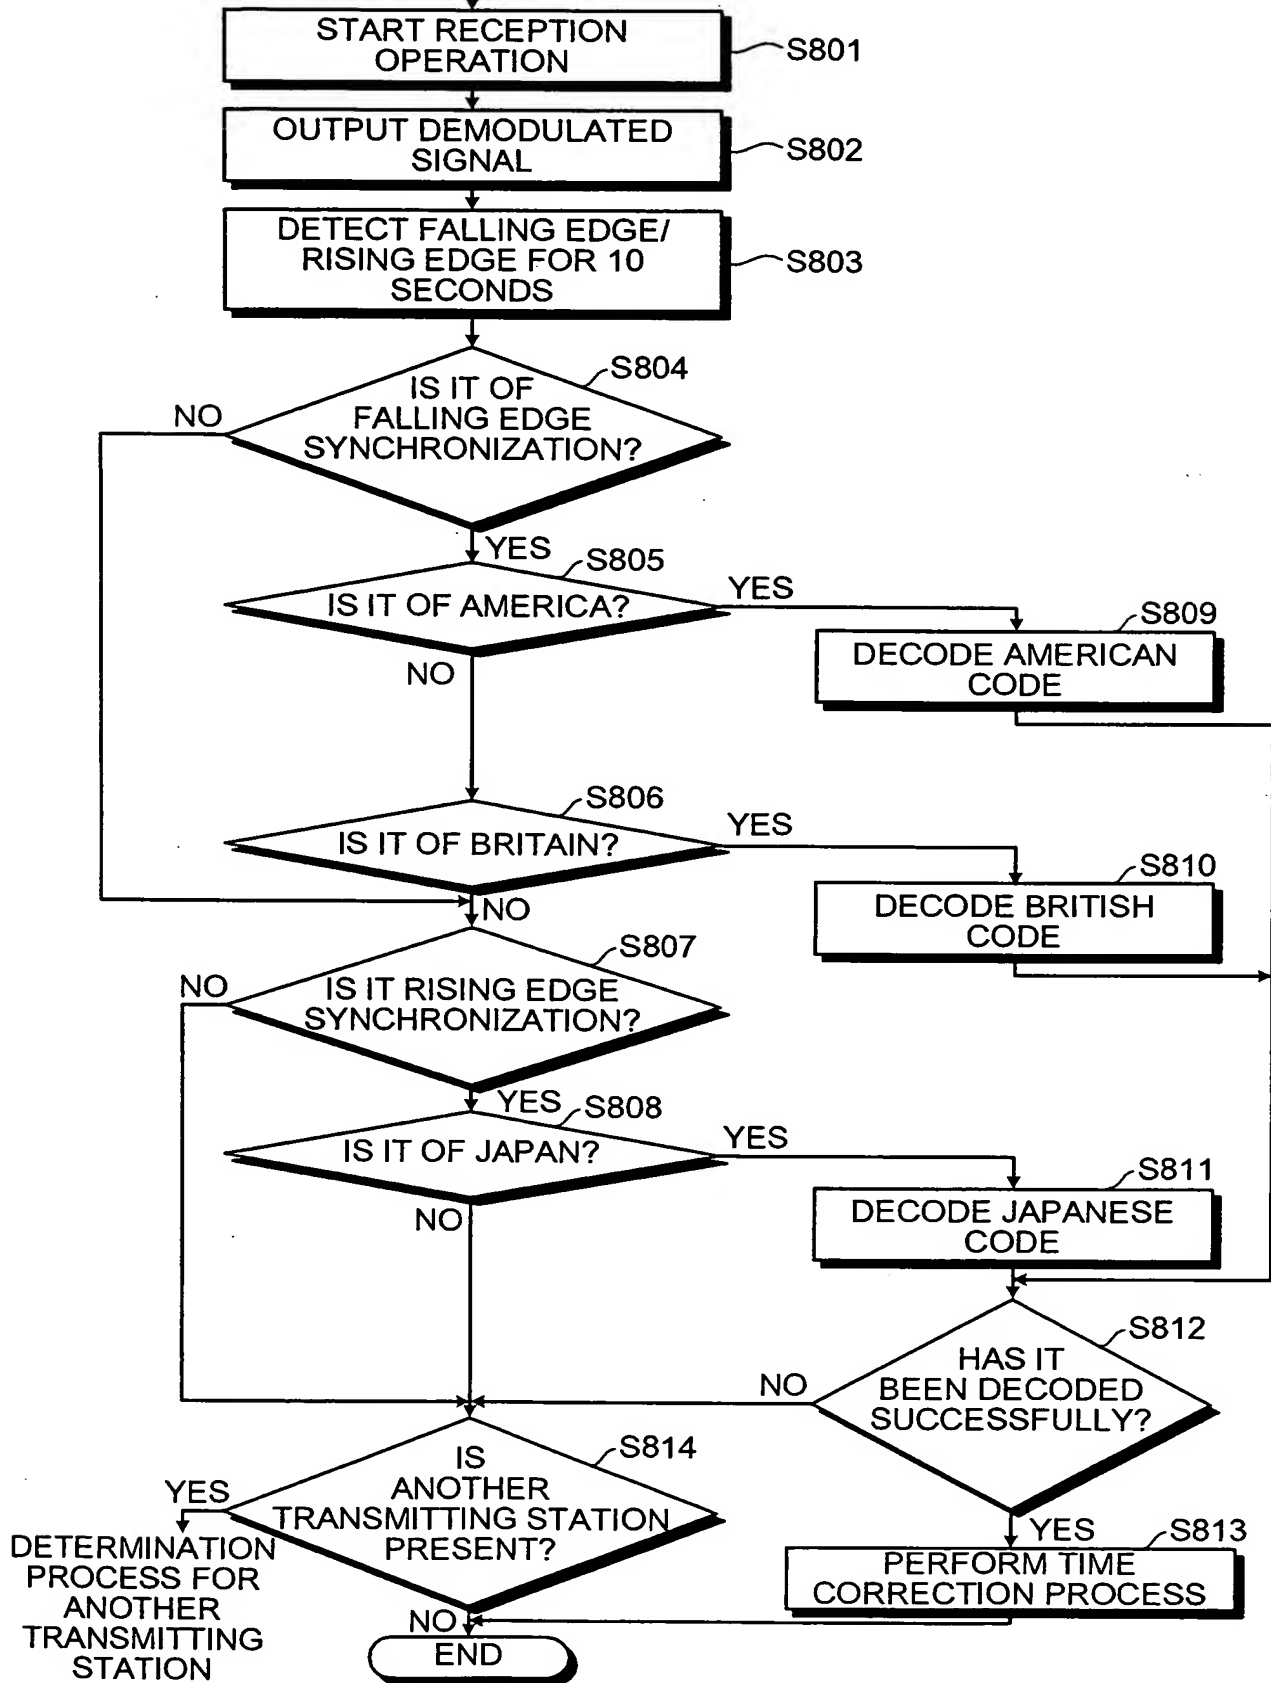 START RECEPTION
OPERATION
S801
OUTPUT DEMODULATED
SIGNAL
S802
DETECT FALLING EDGE/
RISING EDGE FOR 10
SECONDS
S803
S804
IS IT OF
FALLING EDGE
SYNCHRONIZATION?
NO
YES
S805
IS IT OF AMERICA?
YES
NO
S809
DECODE AMERICAN
CODE
S806
IS IT OF BRITAIN?
YES
NO
S810
DECODE BRITISH
CODE
S807
IS IT RISING EDGE
SYNCHRONIZATION?
NO
YES
S808
IS IT OF JAPAN?
YES
NO
S811
DECODE JAPANESE
CODE
S812
HAS IT
BEEN DECODED
SUCCESSFULLY?
NO
YES
S814
IS
ANOTHER
TRANSMITTING STATION
PRESENT?
YES
DETERMINATION
PROCESS FOR
ANOTHER
TRANSMITTING
STATION
S813
PERFORM TIME
CORRECTION PROCESS
NO
END